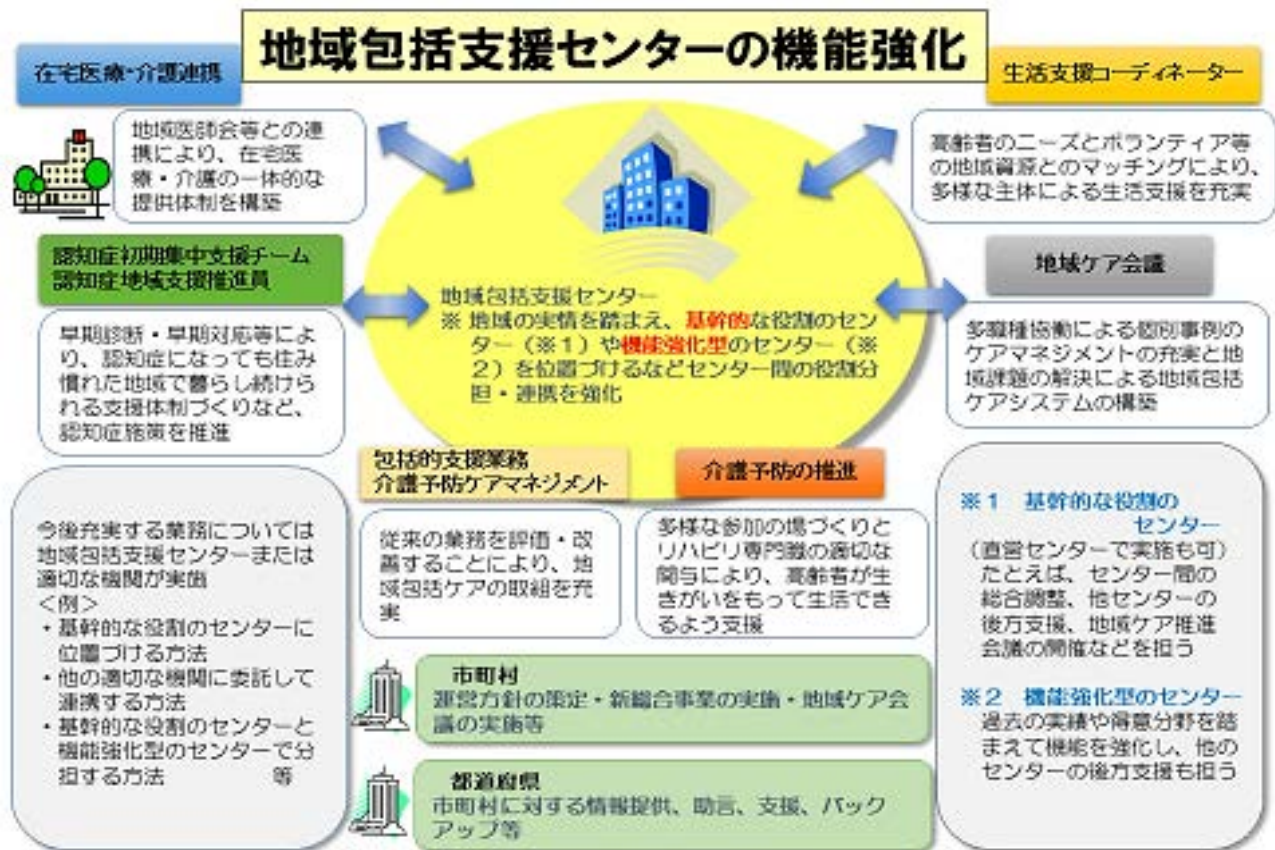 地域包括支援センターの機能強化
在宅医療・介護連携
地域医師会等との連
携により、在宅医
療・介護の一体的な
提供体制を構築
生活支援コーディネーター
高齢者のニーズとボランティア等
の地域資源とのマッチングにより、
多様な主体による生活支援を充実
認知症初期集中支援チーム
認知症地域支援推進員
早期診断・早期対応等によ
り、認知症になっても住み
慣れた地域で暮らし続けら
れる支援体制づくりなど、
認知症施策を推進
地域包括支援センター
※ 地域の実情を踏まえ、基幹的な役割のセン
ター（※１）や機能強化型のセンター（※
２）を位置づけるなどセンター間の役割分
担・連携を強化
地域ケア会議
多職種協働による個別事例の
ケアマネジメントの充実と地
域課題の解決による地域包括
ケアシステムの構築
包括的支援業務
介護予防ケアマネジメント
従来の業務を評価・改
善することにより、地
域包括ケアの取組を充
実
介護予防の推進
多様な参加の場づくりと
リハビリ専門職の適切な
関与により、高齢者が生
きがいをもって生活でき
るよう支援
今後充実する業務については
地域包括支援センターまたは
適切な機関が実施
＜例＞
・基幹的な役割のセンターに
位置づける方法
・他の適切な機関に委託して
連携する方法
・基幹的な役割のセンターと
機能強化型のセンターで分
担する方法 等
市町村
運営方針の策定・新総合事業の実施・地域ケア会
議の実施等
都道府県
市町村に対する情報提供、助言、支援、バック
アップ等
※１ 基幹的な役割の
センター
（直営センターで実施も可）
たとえば、センター間の
総合調整、他センターの
後方支援、地域ケア推進
会議の開催などを担う
※２ 機能強化型のセンター
過去の実績や得意分野を踏
まえて機能を強化し、他の
センターの後方支援も担う